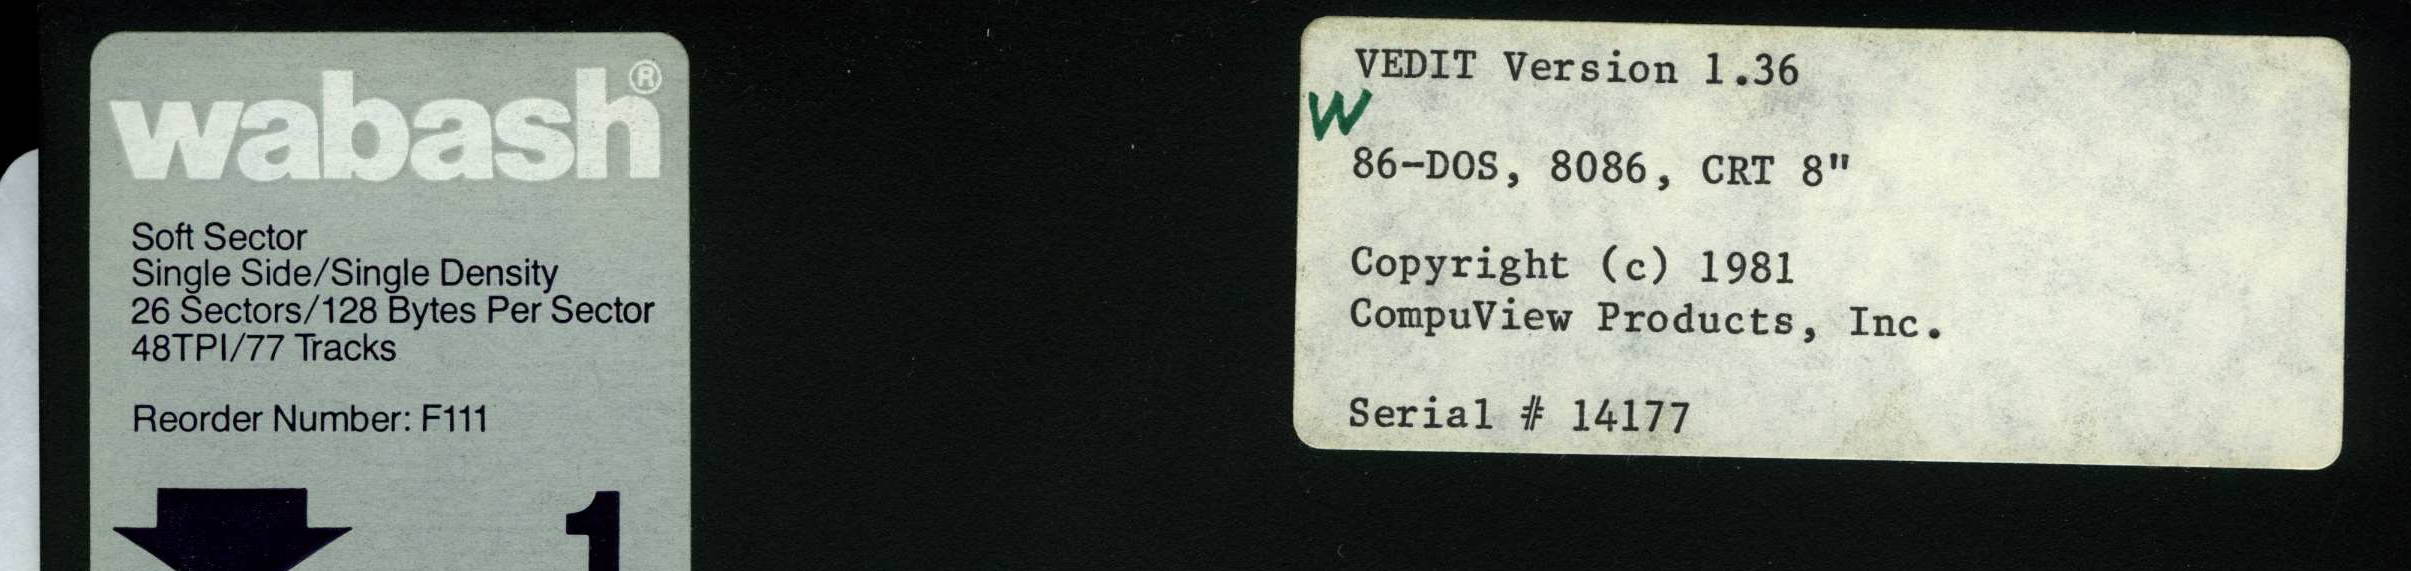 wabash®
Soft Sector
Single Side/Single Density
26 Sectors/128 Bytes Per Sector
48TPI/77 Tracks
Reorder Number: F111
1
VEDIT Version 1.36
W
86-DOS, 8086, CRT 8"
Copyright (c) 1981
CompuView Products, Inc.
Serial # 14177